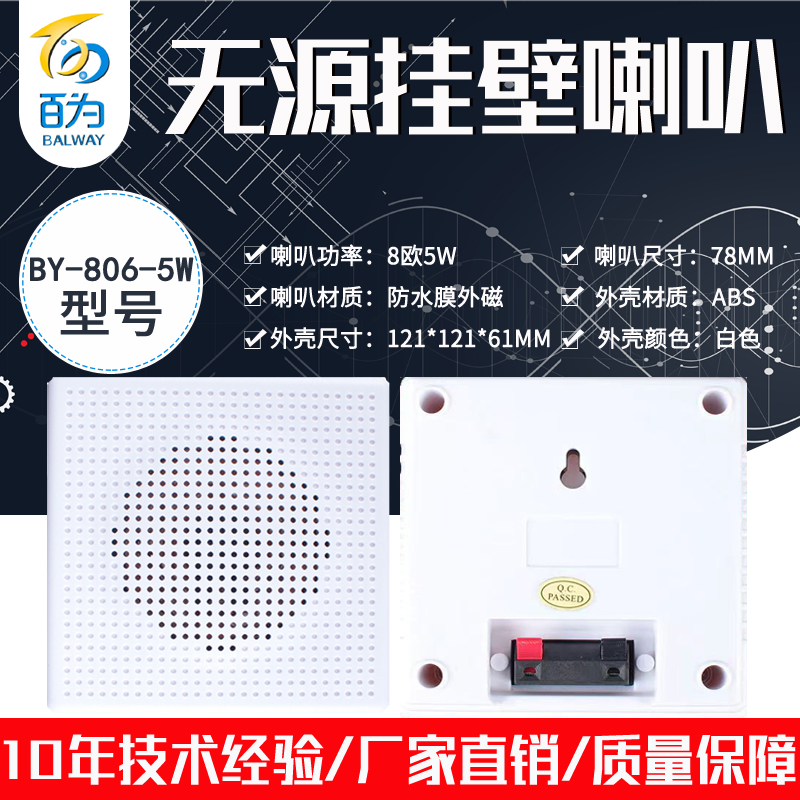 百为
BALWAY
无源挂壁喇叭
BY-806-5W
型号
喇叭功率：8欧5W
喇叭尺寸：78MM
喇叭材质：防水膜外磁
外壳材质：ABS
外壳尺寸：121*121*61MM
外壳颜色：白色
Q.C.
PASSED
10年技术经验/厂家直销/质量保障